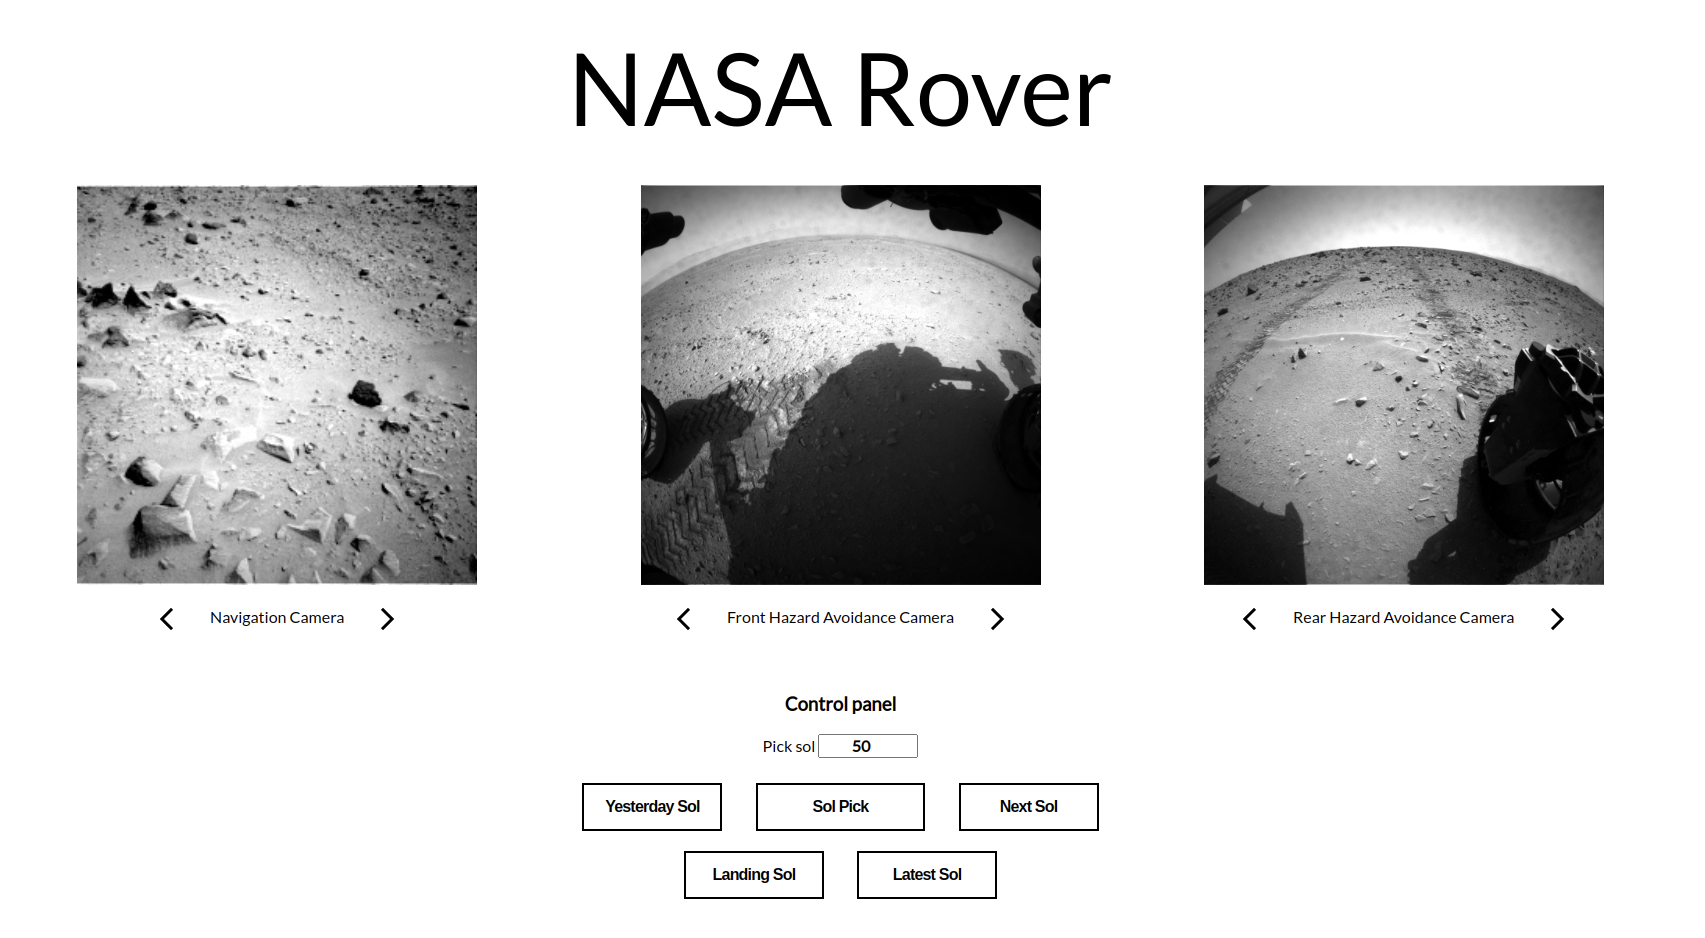 NASA Rover
Navigation Camera
Front Hazard Avoidance Camera
Rear Hazard Avoidance Camera
Control panel
Pick sol 50
Yesterday Sol
Sol Pick
Next Sol
Landing Sol
Latest Sol